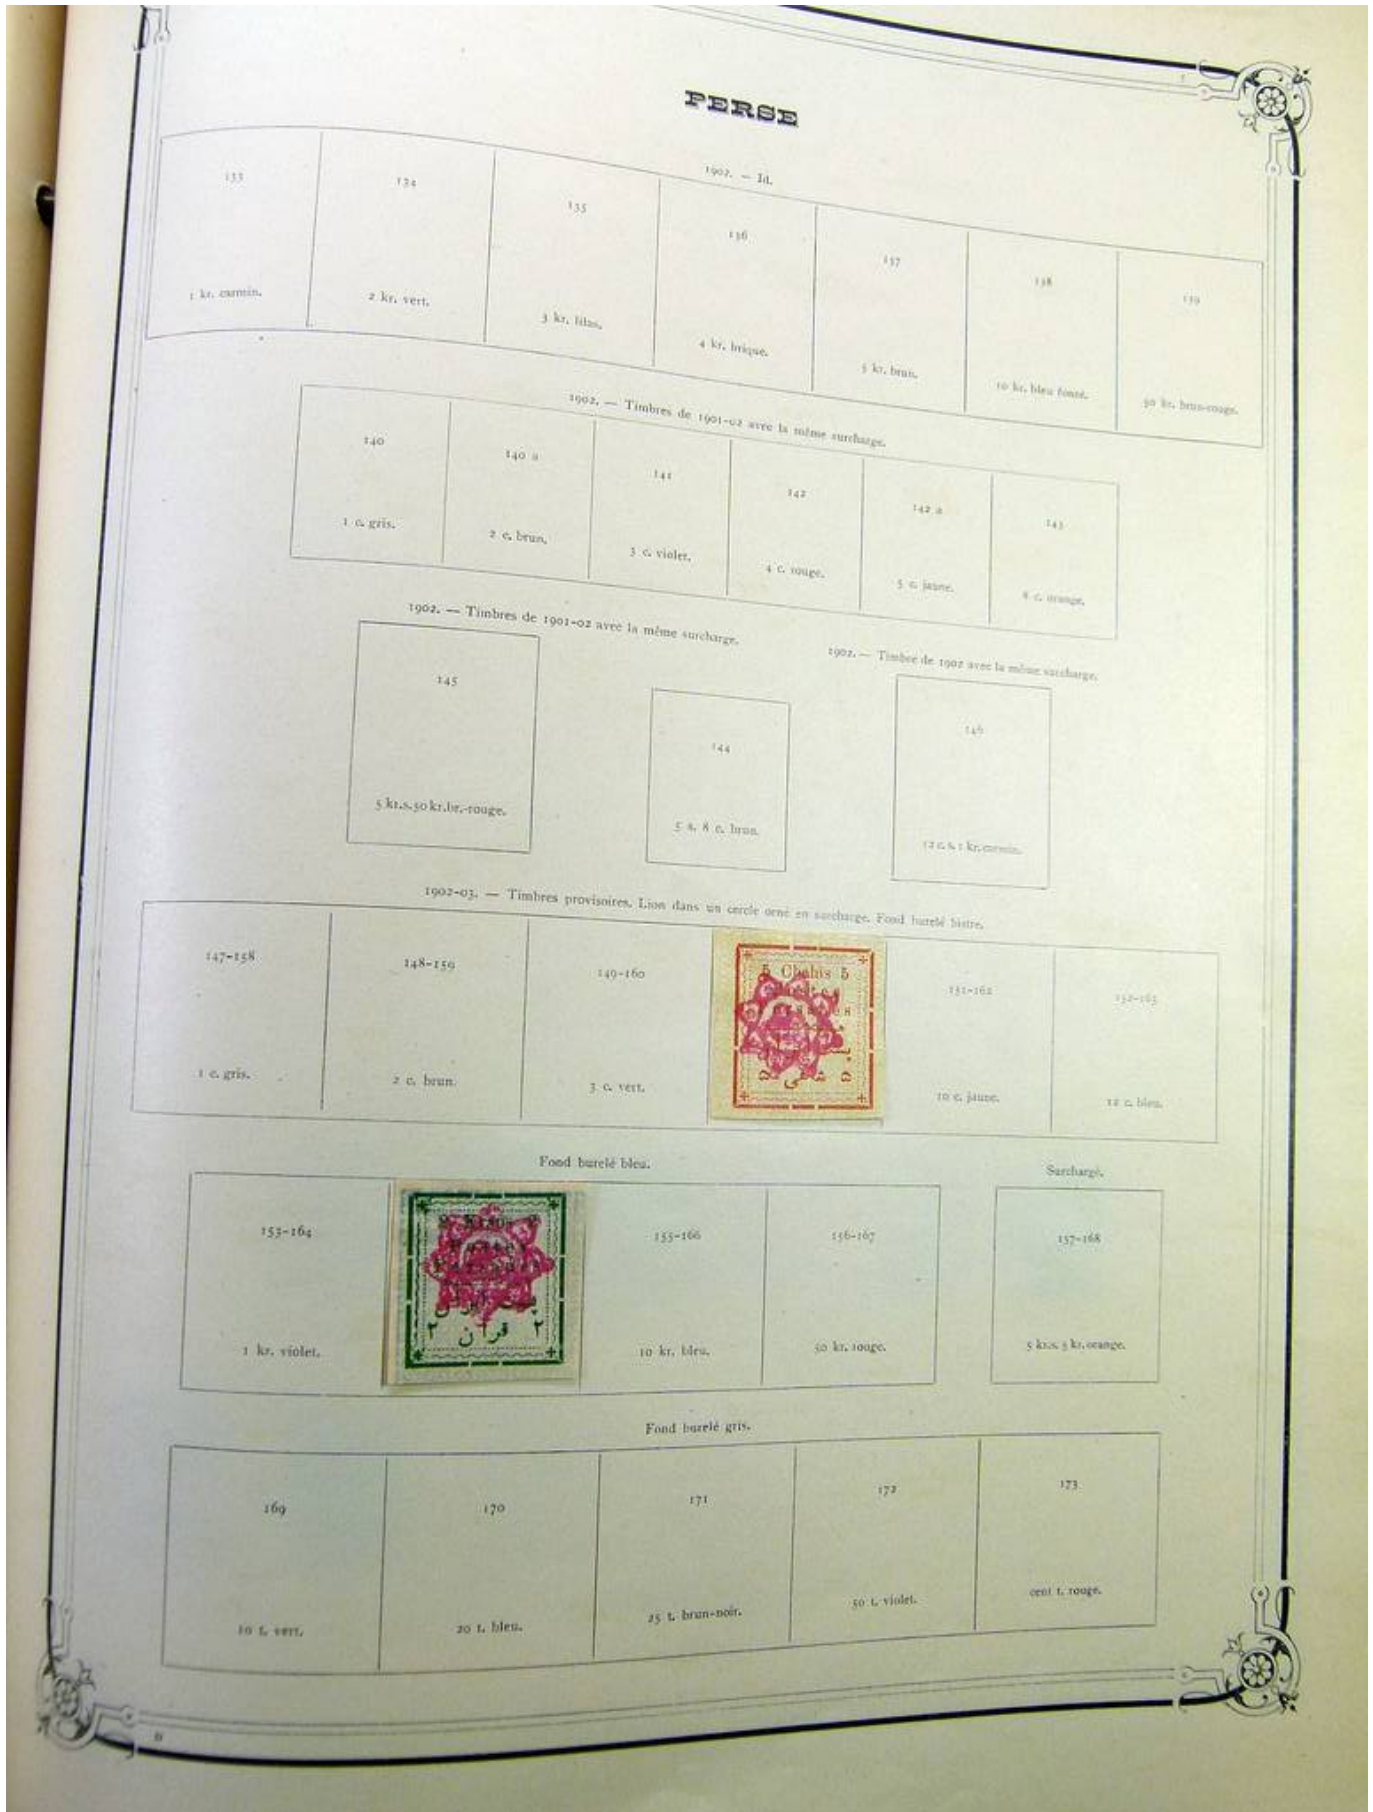 PERSE
1902. — Id.
133
134
135
136
137
138
139
1 kr. carmin.
2 kr. vert.
3 kr. lilas.
4 kr. brique.
5 kr. brun.
10 kr. bleu foncé.
50 kr. brun-rouge.
1902. — Timbres de 1901-02 avec la même surcharge.
140
140 a
141
142
142 a
143
1 c. gris.
2 c. brun.
3 c. violet.
4 c. rouge.
5 c. jaune.
8 c. orange.
1902. — Timbres de 1901-02 avec la même surcharge.
1902. — Timbre de 1902 avec la même surcharge.
145
144
146
5 kr.s.50 kr.br.-rouge.
5 s. 8 c. brun.
12 c. s. 1 kr. carmin.
1902-03. — Timbres provisoires. Lion dans un cercle orné en surcharge. Fond burelé bistre.
147-158
148-159
149-160
5 Chahis 5
شاهی
151-162
152-163
1 c. gris.
2 c. brun.
3 c. vert.
10 c. jaune.
12 c. bleu.
Fond burelé bleu.
Surchargé.
153-164
۲ قران ۲
155-166
156-167
157-168
1 kr. violet.
10 kr. bleu.
50 kr. rouge.
5 kr.s. 5 kr. orange.
Fond burelé gris.
169
170
171
172
173
10 t. vert.
20 t. bleu.
25 t. brun-noir.
50 t. violet.
cent t. rouge.